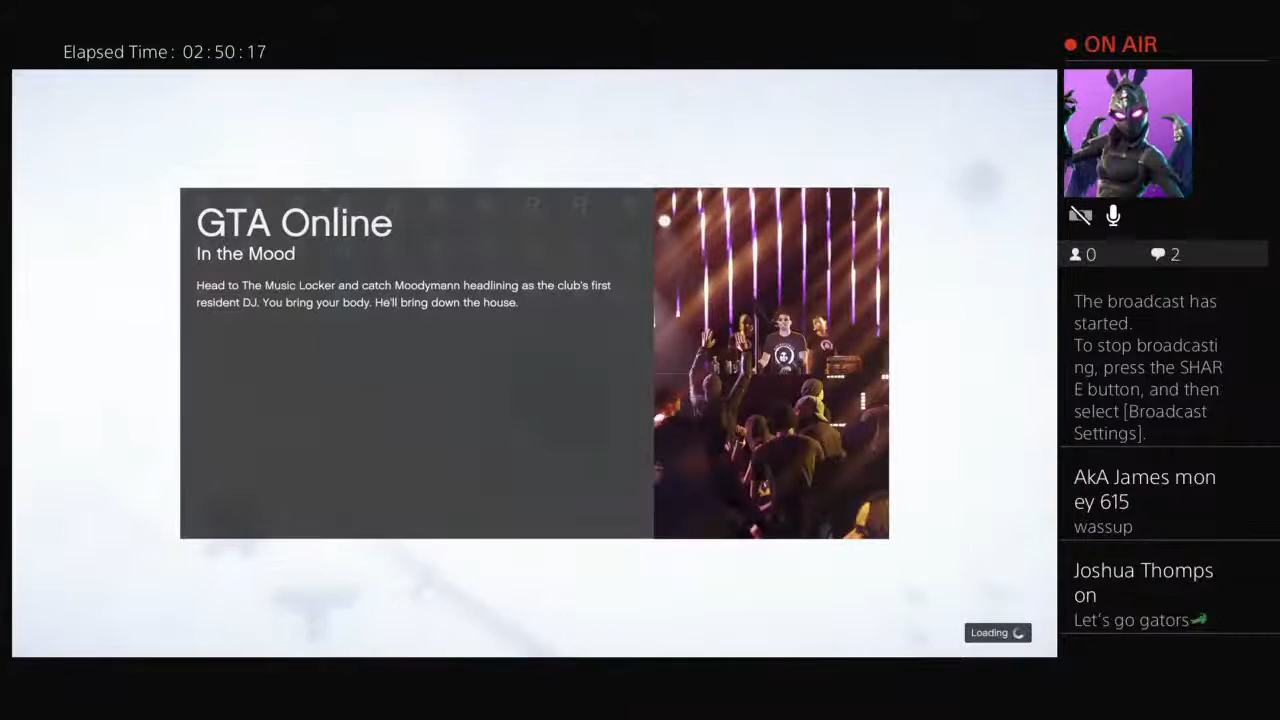 Elapsed Time: 02:50:17
ON AIR
GTA Online
In the Mood
Head to The Music Locker and catch Moodymann headlining as the club's first
resident DJ. You bring your body. He'll bring down the house.
Loading
0
2
The broadcast has
started.
To stop broadcasti
ng, press the SHAR
E button, and then
select [Broadcast
Settings].
AkA James mon
ey 615
wassup
Joshua Thomps
on
Let's go gators🐊